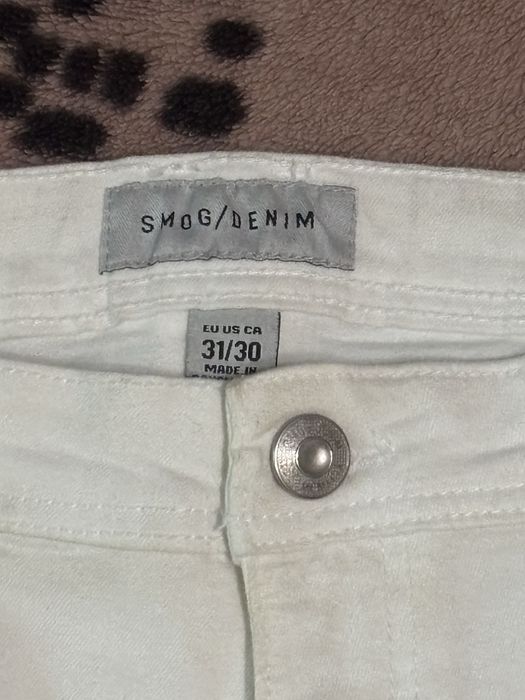 SMOG/DENIM
EU US CA
31/30
MADE IN